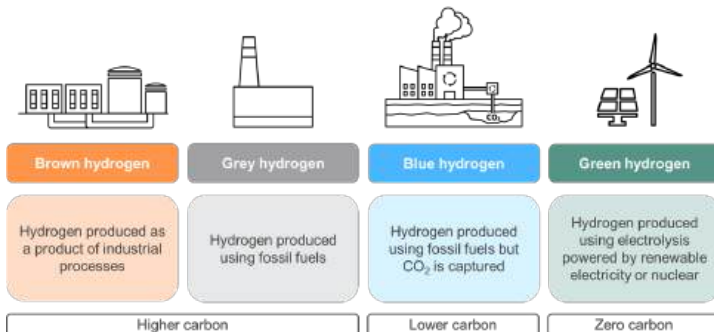 CO₂
Brown hydrogen
Grey hydrogen
Blue hydrogen
Green hydrogen
Hydrogen produced as
a product of industrial
processes
Hydrogen produced
using fossil fuels
Hydrogen produced
using fossil fuels but
CO₂ is captured
Hydrogen produced
using electrolysis
powered by renewable
electricity or nuclear
Higher carbon
Lower carbon
Zero carbon